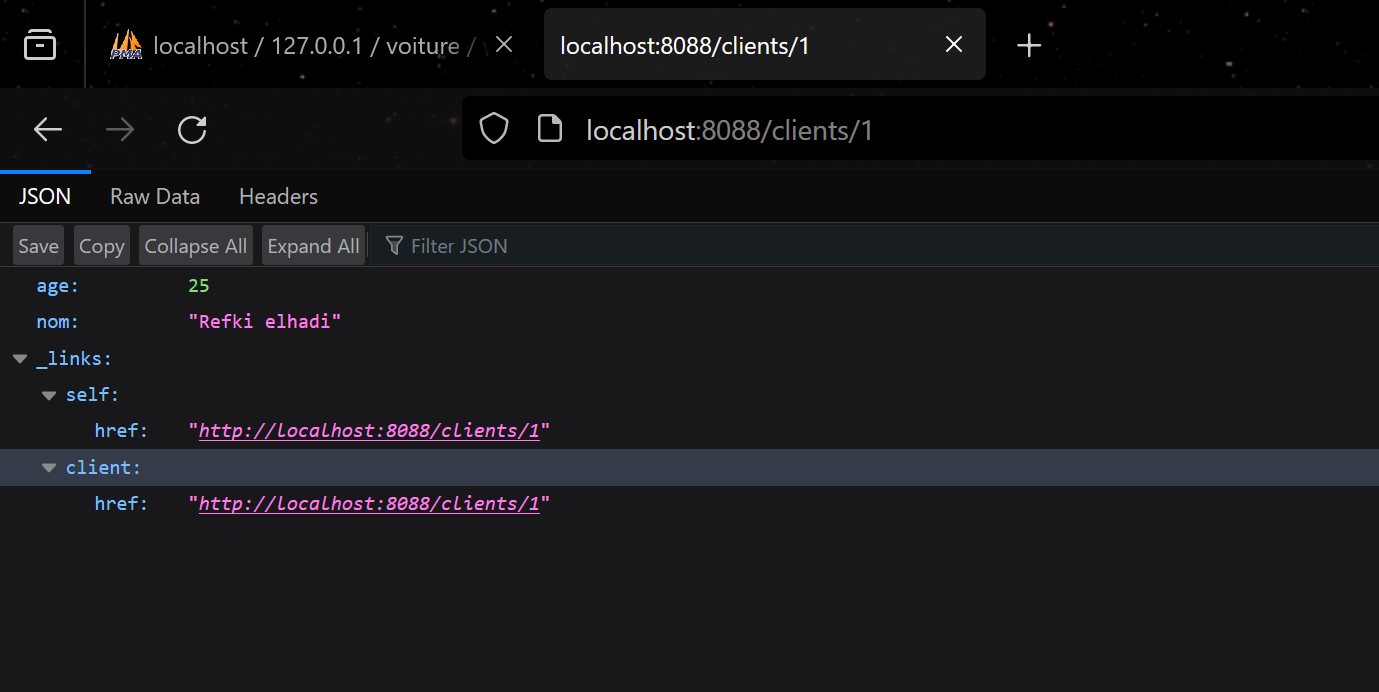 PMA localhost / 127.0.0.1 / voiture /
localhost:8088/clients/1
localhost:8088/clients/1
JSON Raw Data Headers
Save Copy Collapse All Expand All Filter JSON
age: 25
nom: "Refki elhadi"
_links:
self:
href: "http://localhost:8088/clients/1"
client:
href: "http://localhost:8088/clients/1"